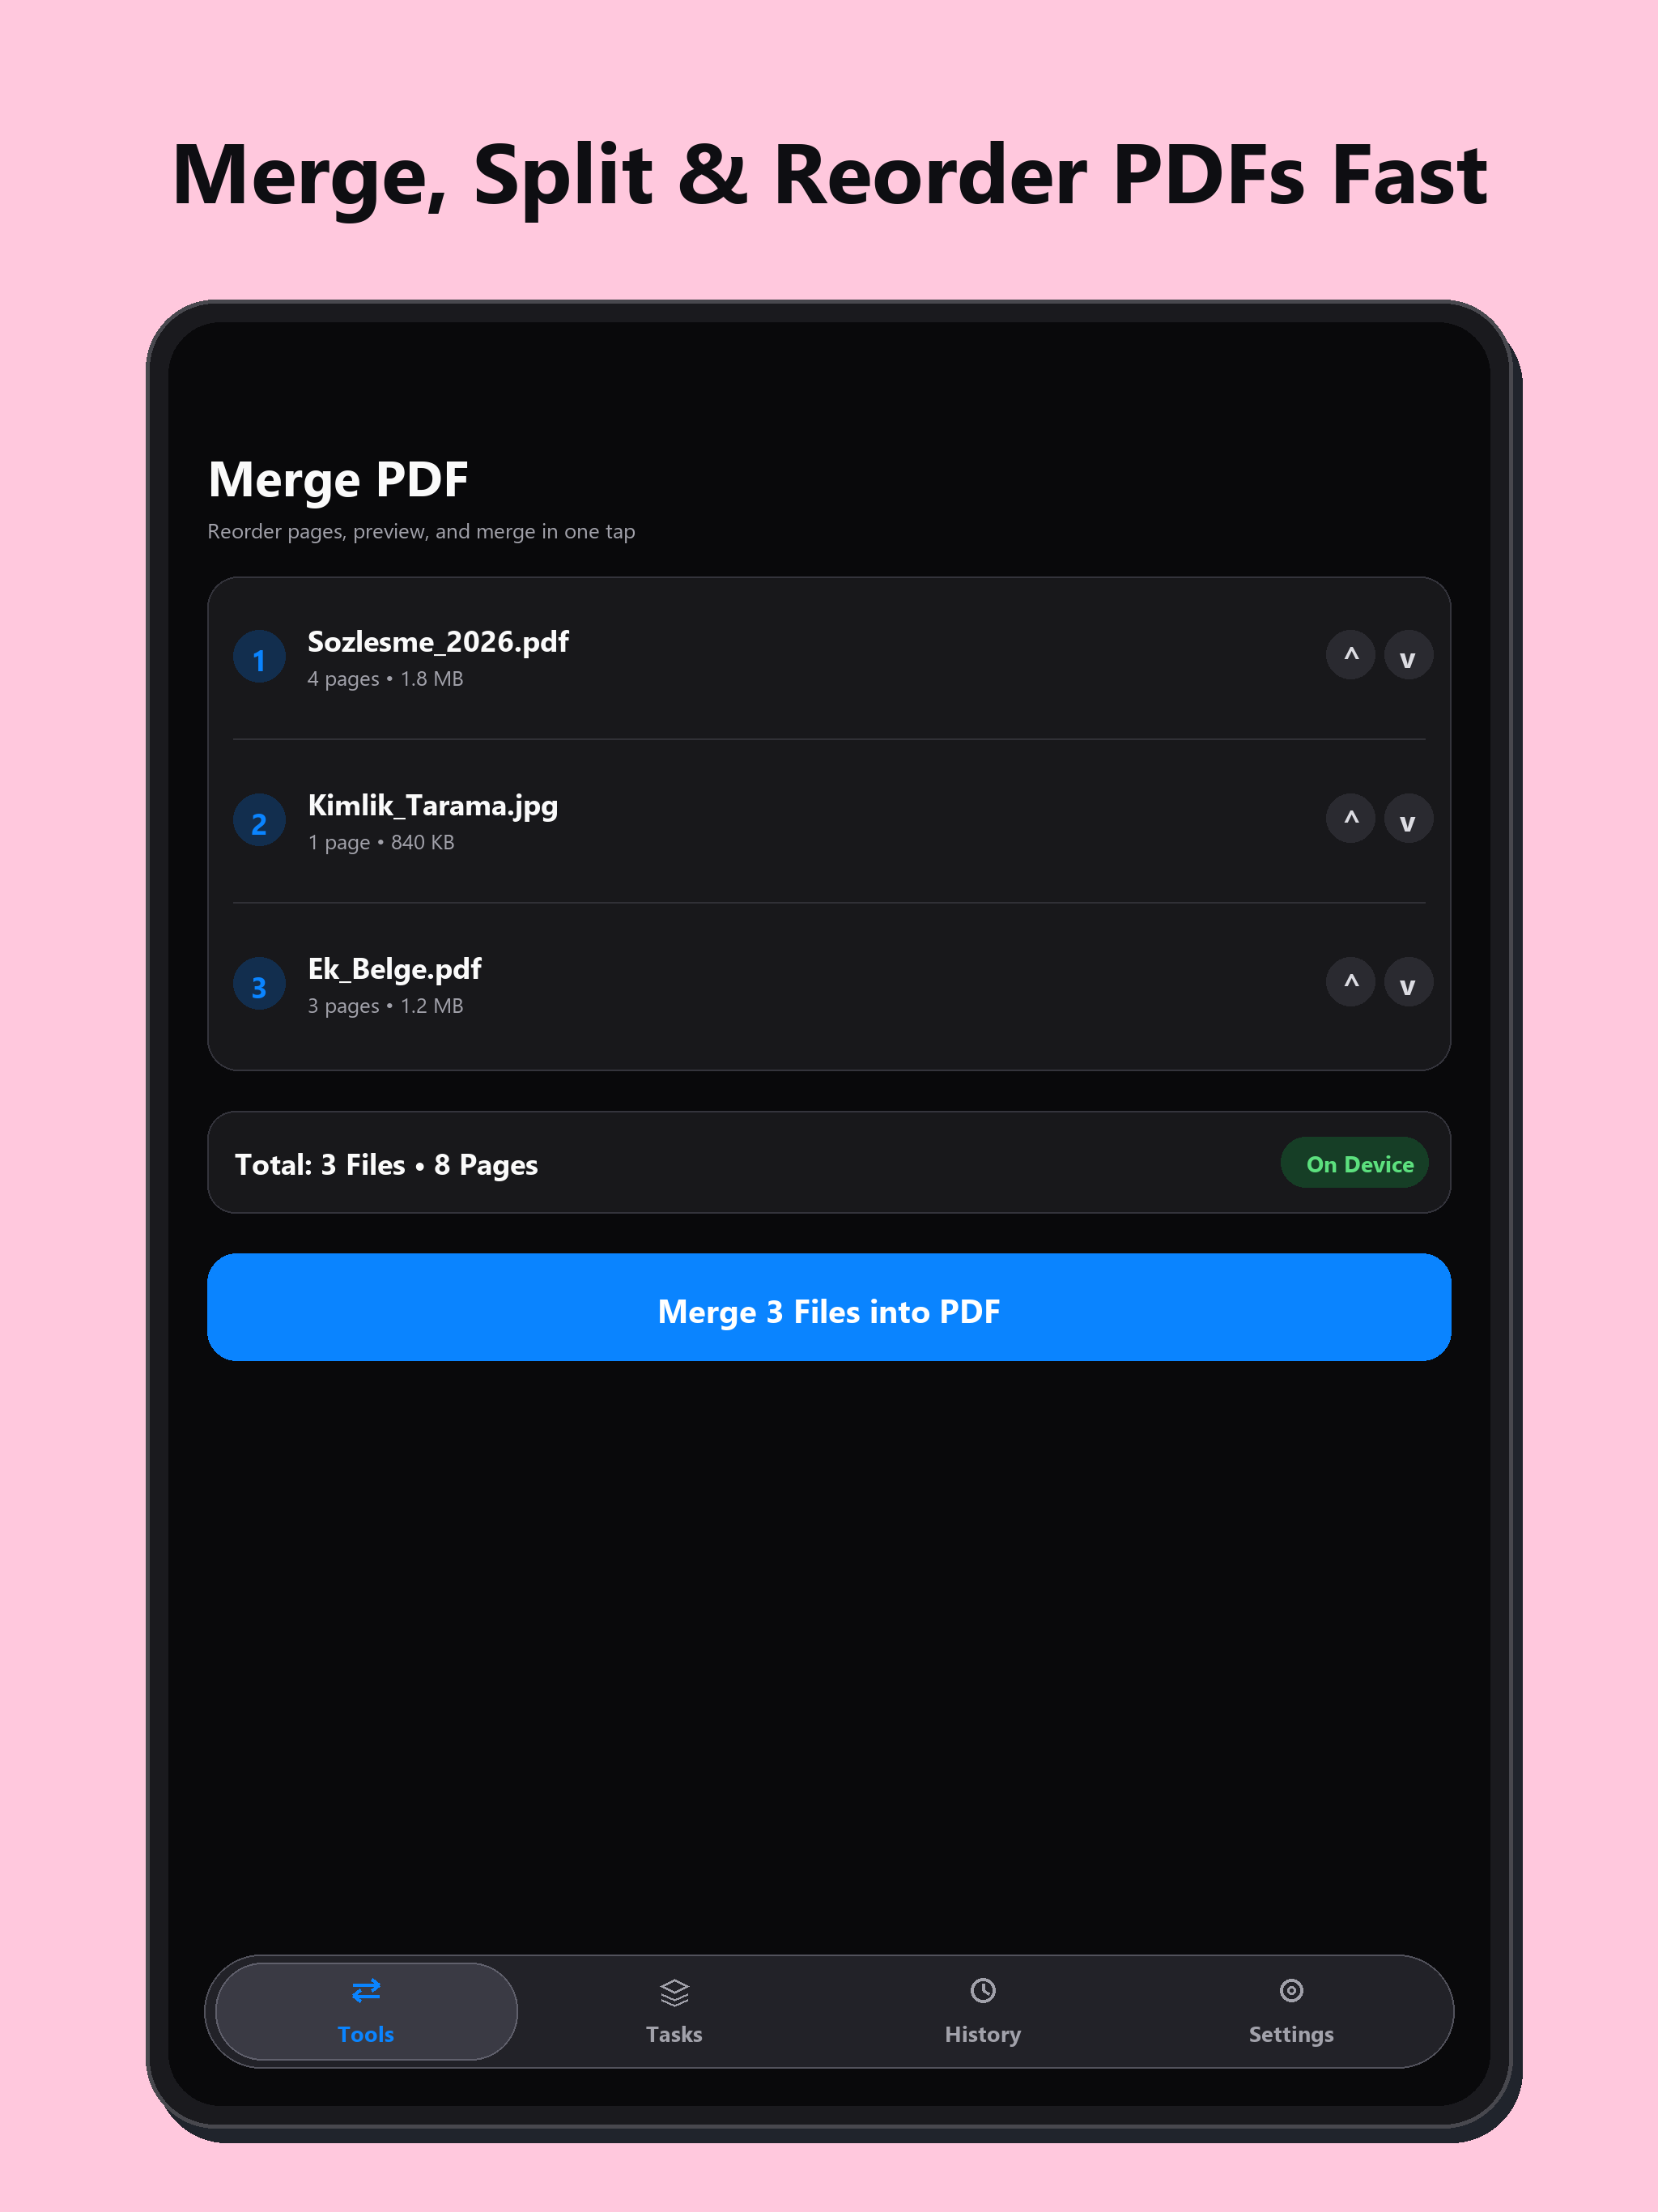 Merge, Split & Reorder PDFs Fast
Merge PDF
Reorder pages, preview, and merge in one tap
1
Sozlesme_2026.pdf
4 pages • 1.8 MB
^ v
2
Kimlik_Tarama.jpg
1 page • 840 KB
^ v
3
Ek_Belge.pdf
3 pages • 1.2 MB
^ v
Total: 3 Files • 8 Pages
On Device
Merge 3 Files into PDF
Tools
Tasks
History
Settings